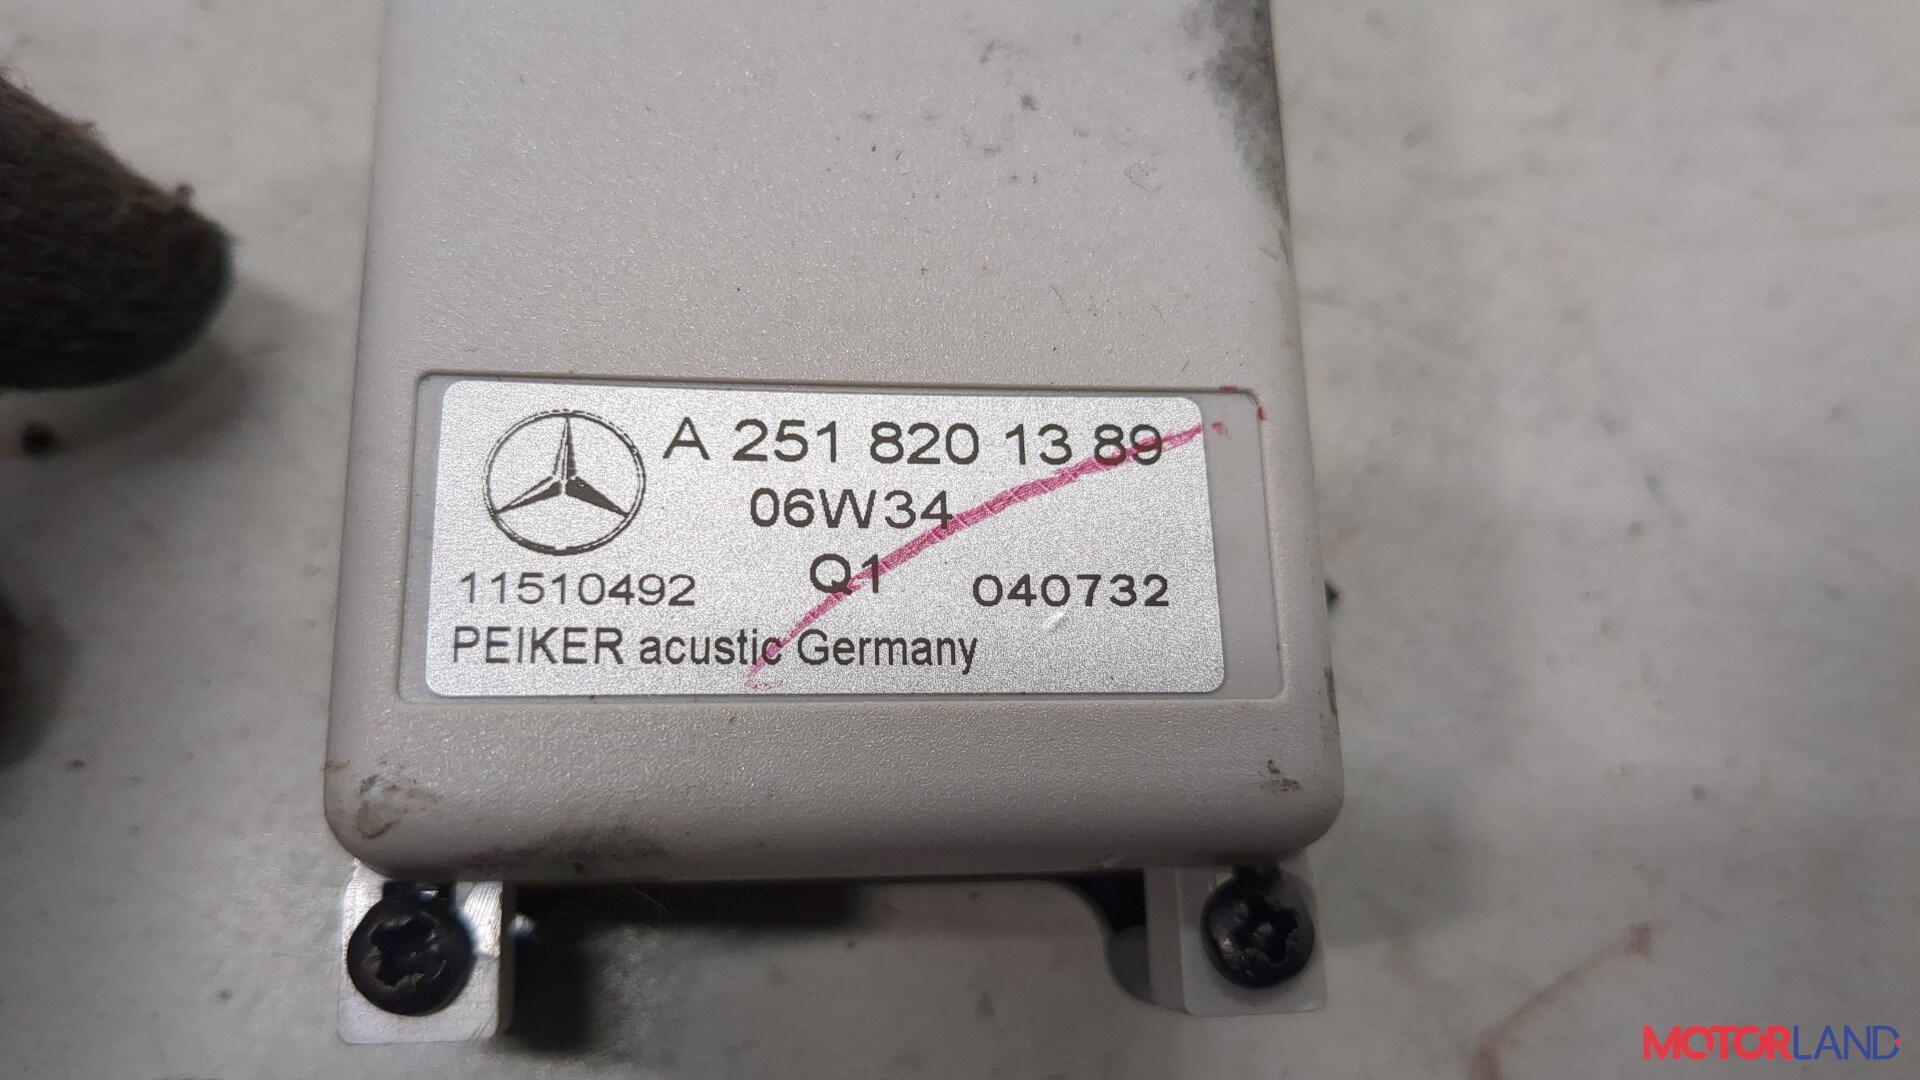 A 251 820 13 89
06W34
11510492 Q1 040732
PEIKER acustic Germany
MOTORLAND